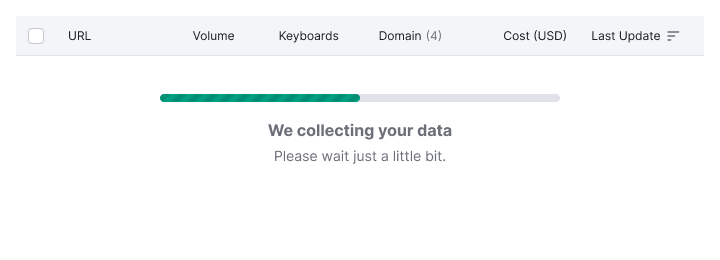 URL Volume Keyboards Domain (4) Cost (USD) Last Update
We collecting your data
Please wait just a little bit.